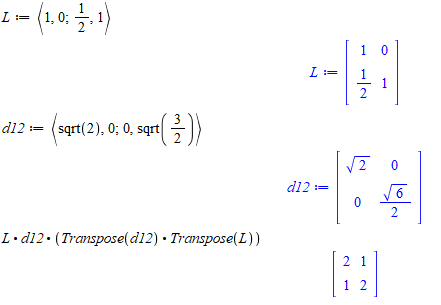 L := ⟨1, 0; 1/2, 1⟩
L := [1 0; 1/2 1]
d12 := ⟨sqrt(2), 0; 0, sqrt(3/2)⟩
d12 := [√2 0; 0 √6/2]
L • d12 • (Transpose(d12) • Transpose(L))
[2 1; 1 2]